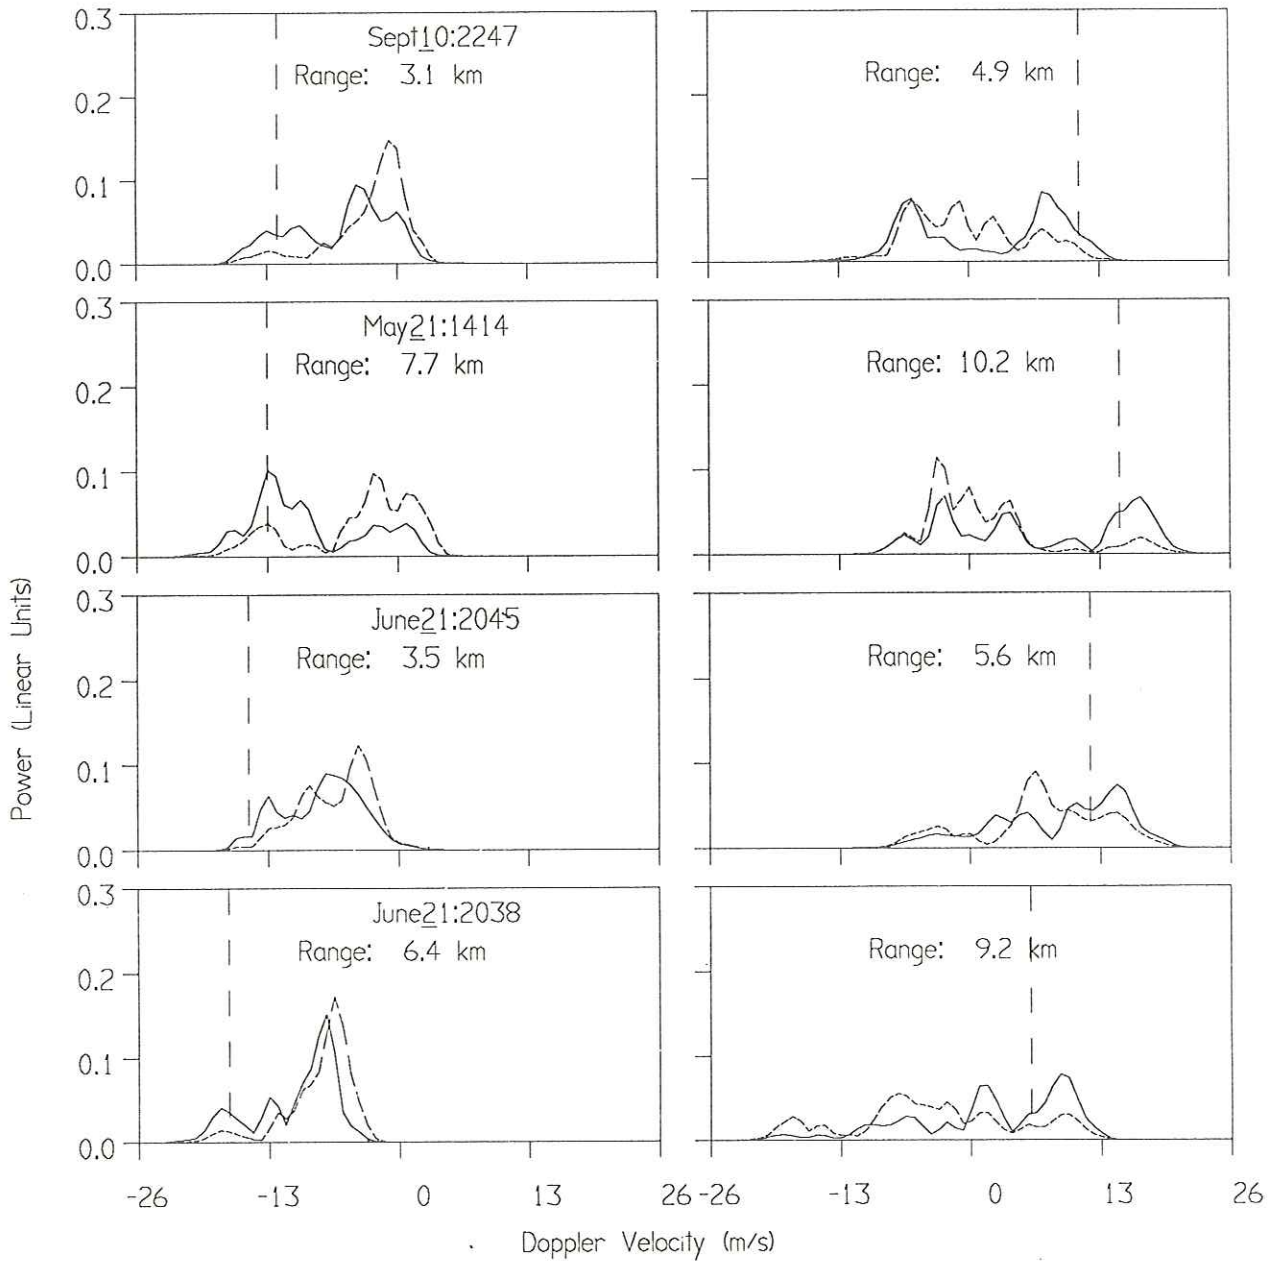 0.3
Sept10:2247
Range: 3.1 km
Range: 4.9 km
0.2
0.1
0.0
0.3
May21:1414
Range: 7.7 km
Range: 10.2 km
0.2
0.1
0.0
0.3
June21:2045
Range: 3.5 km
Range: 5.6 km
0.2
0.1
0.0
0.3
June21:2038
Range: 6.4 km
Range: 9.2 km
0.2
0.1
0.0
Power (Linear Units)
-26 -13 0 13 26 -26 -13 0 13 26
Doppler Velocity (m/s)